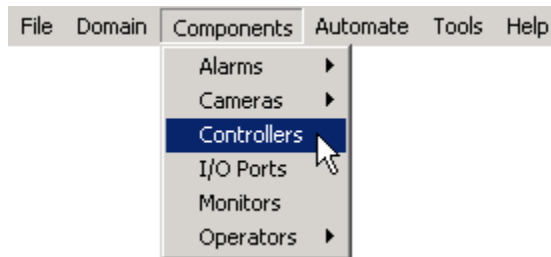 File Domain Components Automate Tools Help
Alarms
Cameras
Controllers
I/O Ports
Monitors
Operators